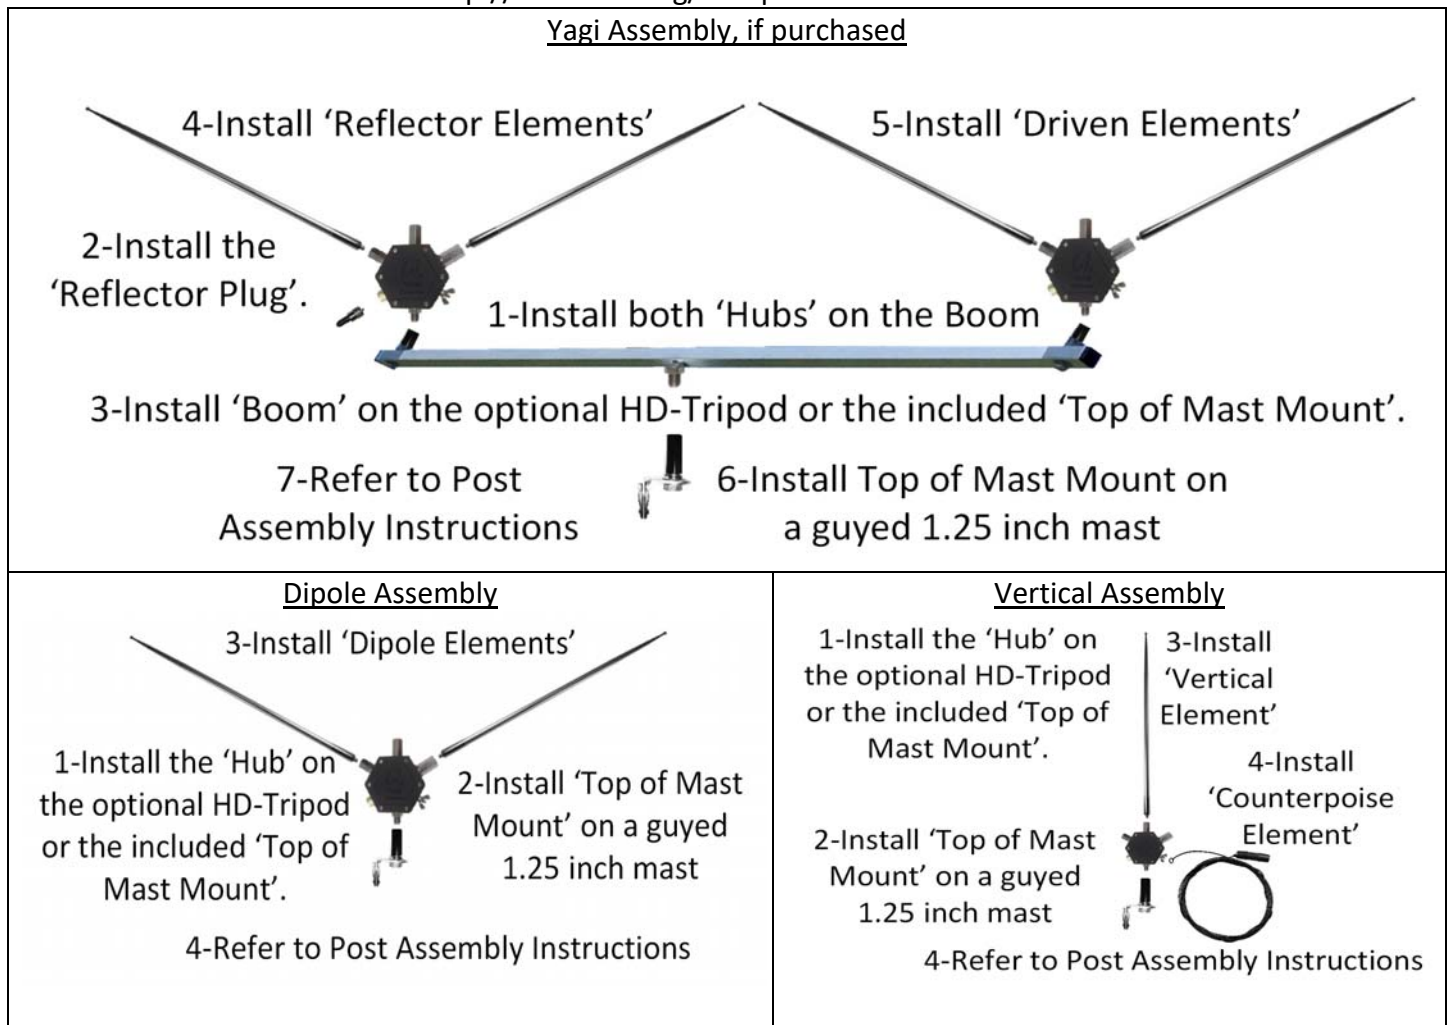 Yagi Assembly, if purchased
4-Install ‘Reflector Elements’
5-Install ‘Driven Elements’
2-Install the
‘Reflector Plug’.
1-Install both ‘Hubs’ on the Boom
3-Install ‘Boom’ on the optional HD-Tripod or the included ‘Top of Mast Mount’.
7-Refer to Post
Assembly Instructions
6-Install Top of Mast Mount on
a guyed 1.25 inch mast
Dipole Assembly
3-Install ‘Dipole Elements’
1-Install the ‘Hub’ on
the optional HD-Tripod
or the included ‘Top of
Mast Mount’.
2-Install ‘Top of Mast
Mount’ on a guyed
1.25 inch mast
4-Refer to Post Assembly Instructions
Vertical Assembly
1-Install the ‘Hub’ on
the optional HD-Tripod
or the included ‘Top of
Mast Mount’.
3-Install
‘Vertical
Element’
4-Install
‘Counterpoise
Element’
2-Install ‘Top of Mast
Mount’ on a guyed
1.25 inch mast
4-Refer to Post Assembly Instructions